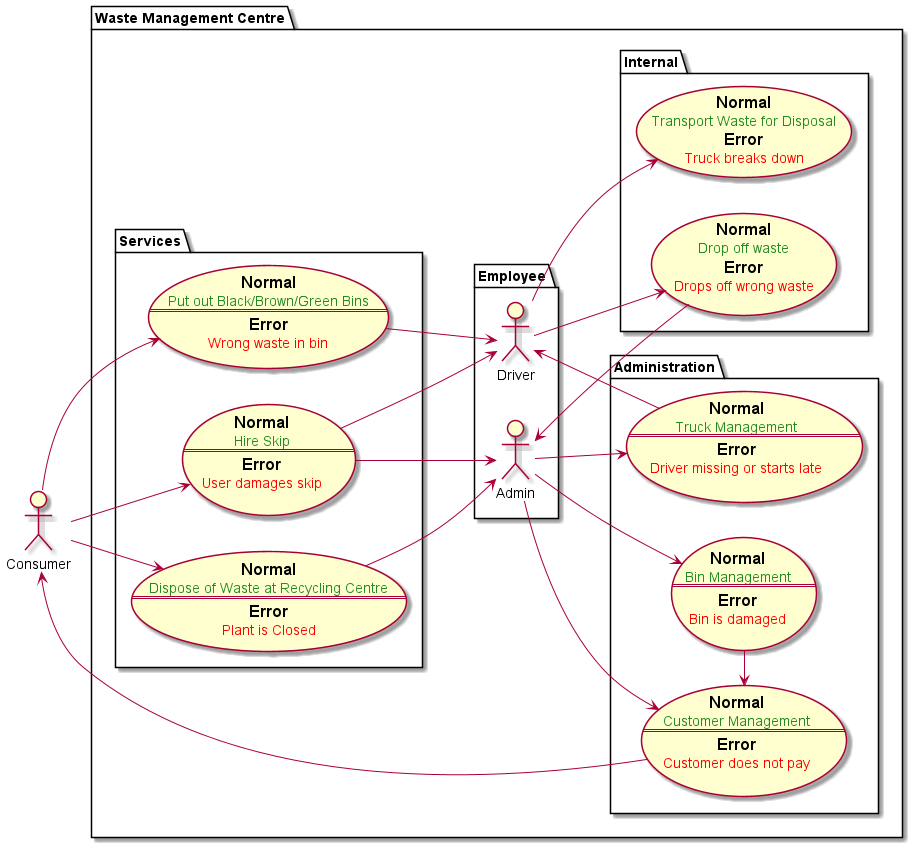 Waste Management Centre
Internal
Normal
Transport Waste for Disposal
Error
Truck breaks down
Normal
Drop off waste
Error
Drops off wrong waste
Services
Normal
Put out Black/Brown/Green Bins
Error
Wrong waste in bin
Normal
Hire Skip
Error
User damages skip
Normal
Dispose of Waste at Recycling Centre
Error
Plant is Closed
Employee
Driver
Admin
Consumer
Administration
Normal
Truck Management
Error
Driver missing or starts late
Normal
Bin Management
Error
Bin is damaged
Normal
Customer Management
Error
Customer does not pay